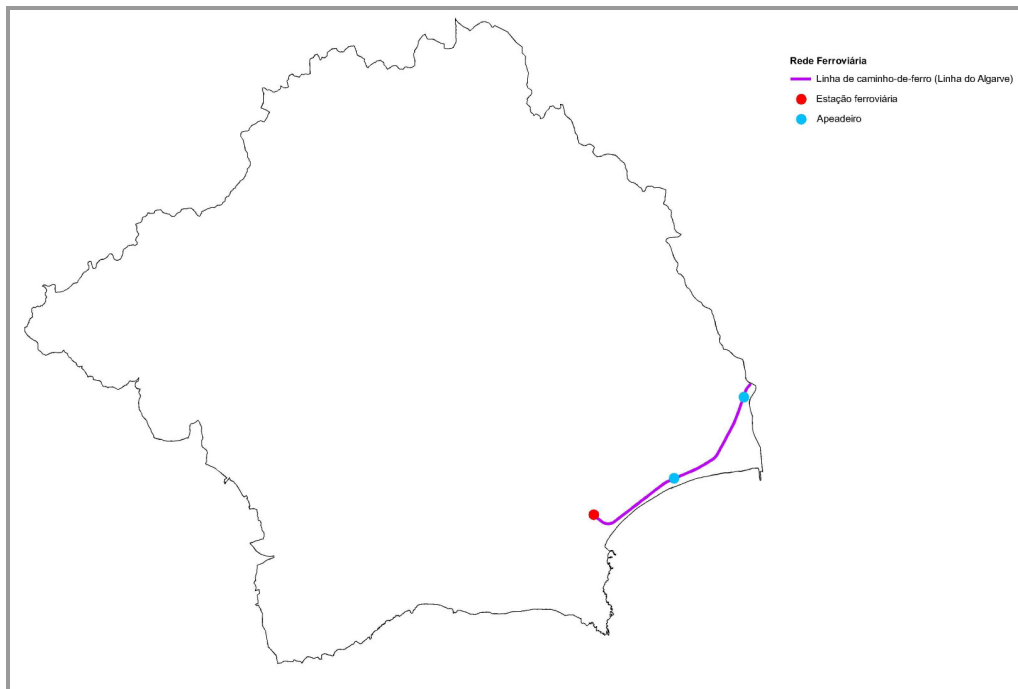 Rede Ferroviária
Linha de caminho-de-ferro (Linha do Algarve)
Estação ferroviária
Apeadeiro